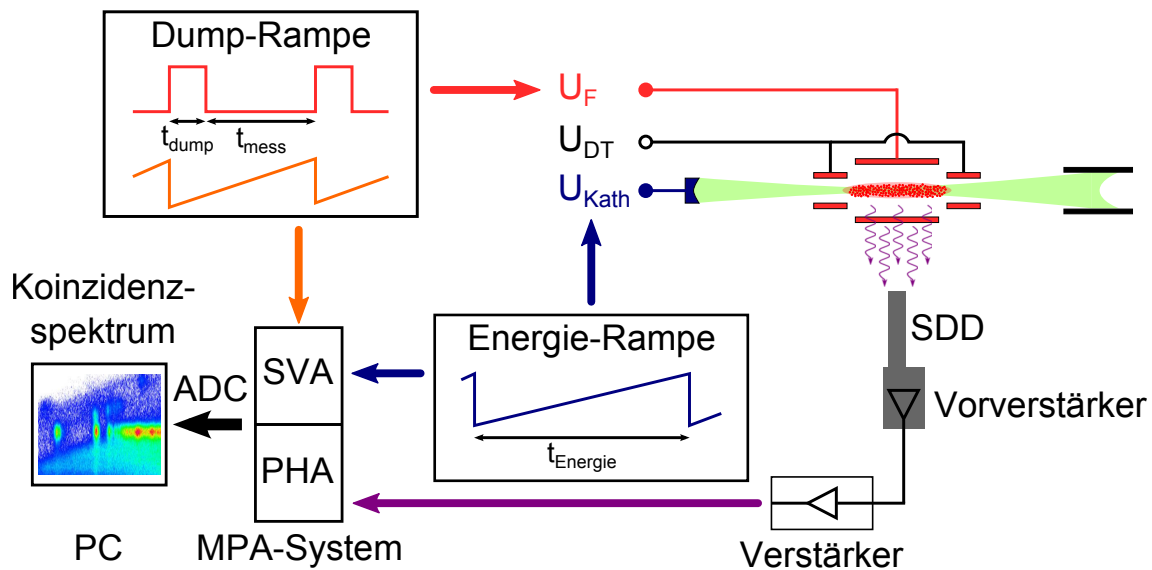 Dump-Rampe
t_dump
t_mess
U_F
U_DT
U_Kath
Koinzidenz-
spektrum
ADC
SVA
PHA
Energie-Rampe
t_Energie
SDD
Vorverstärker
PC
MPA-System
Verstärker